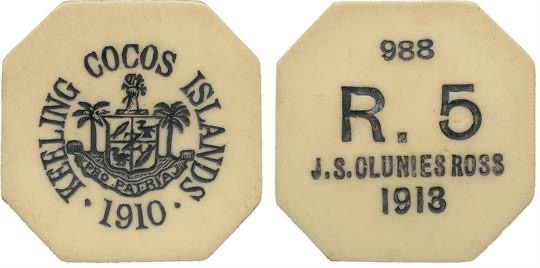 KEELING COCOS ISLANDS
PRO PATRIA
· 1910 ·
988
R. 5
J.S. CLUNIES ROSS
1913